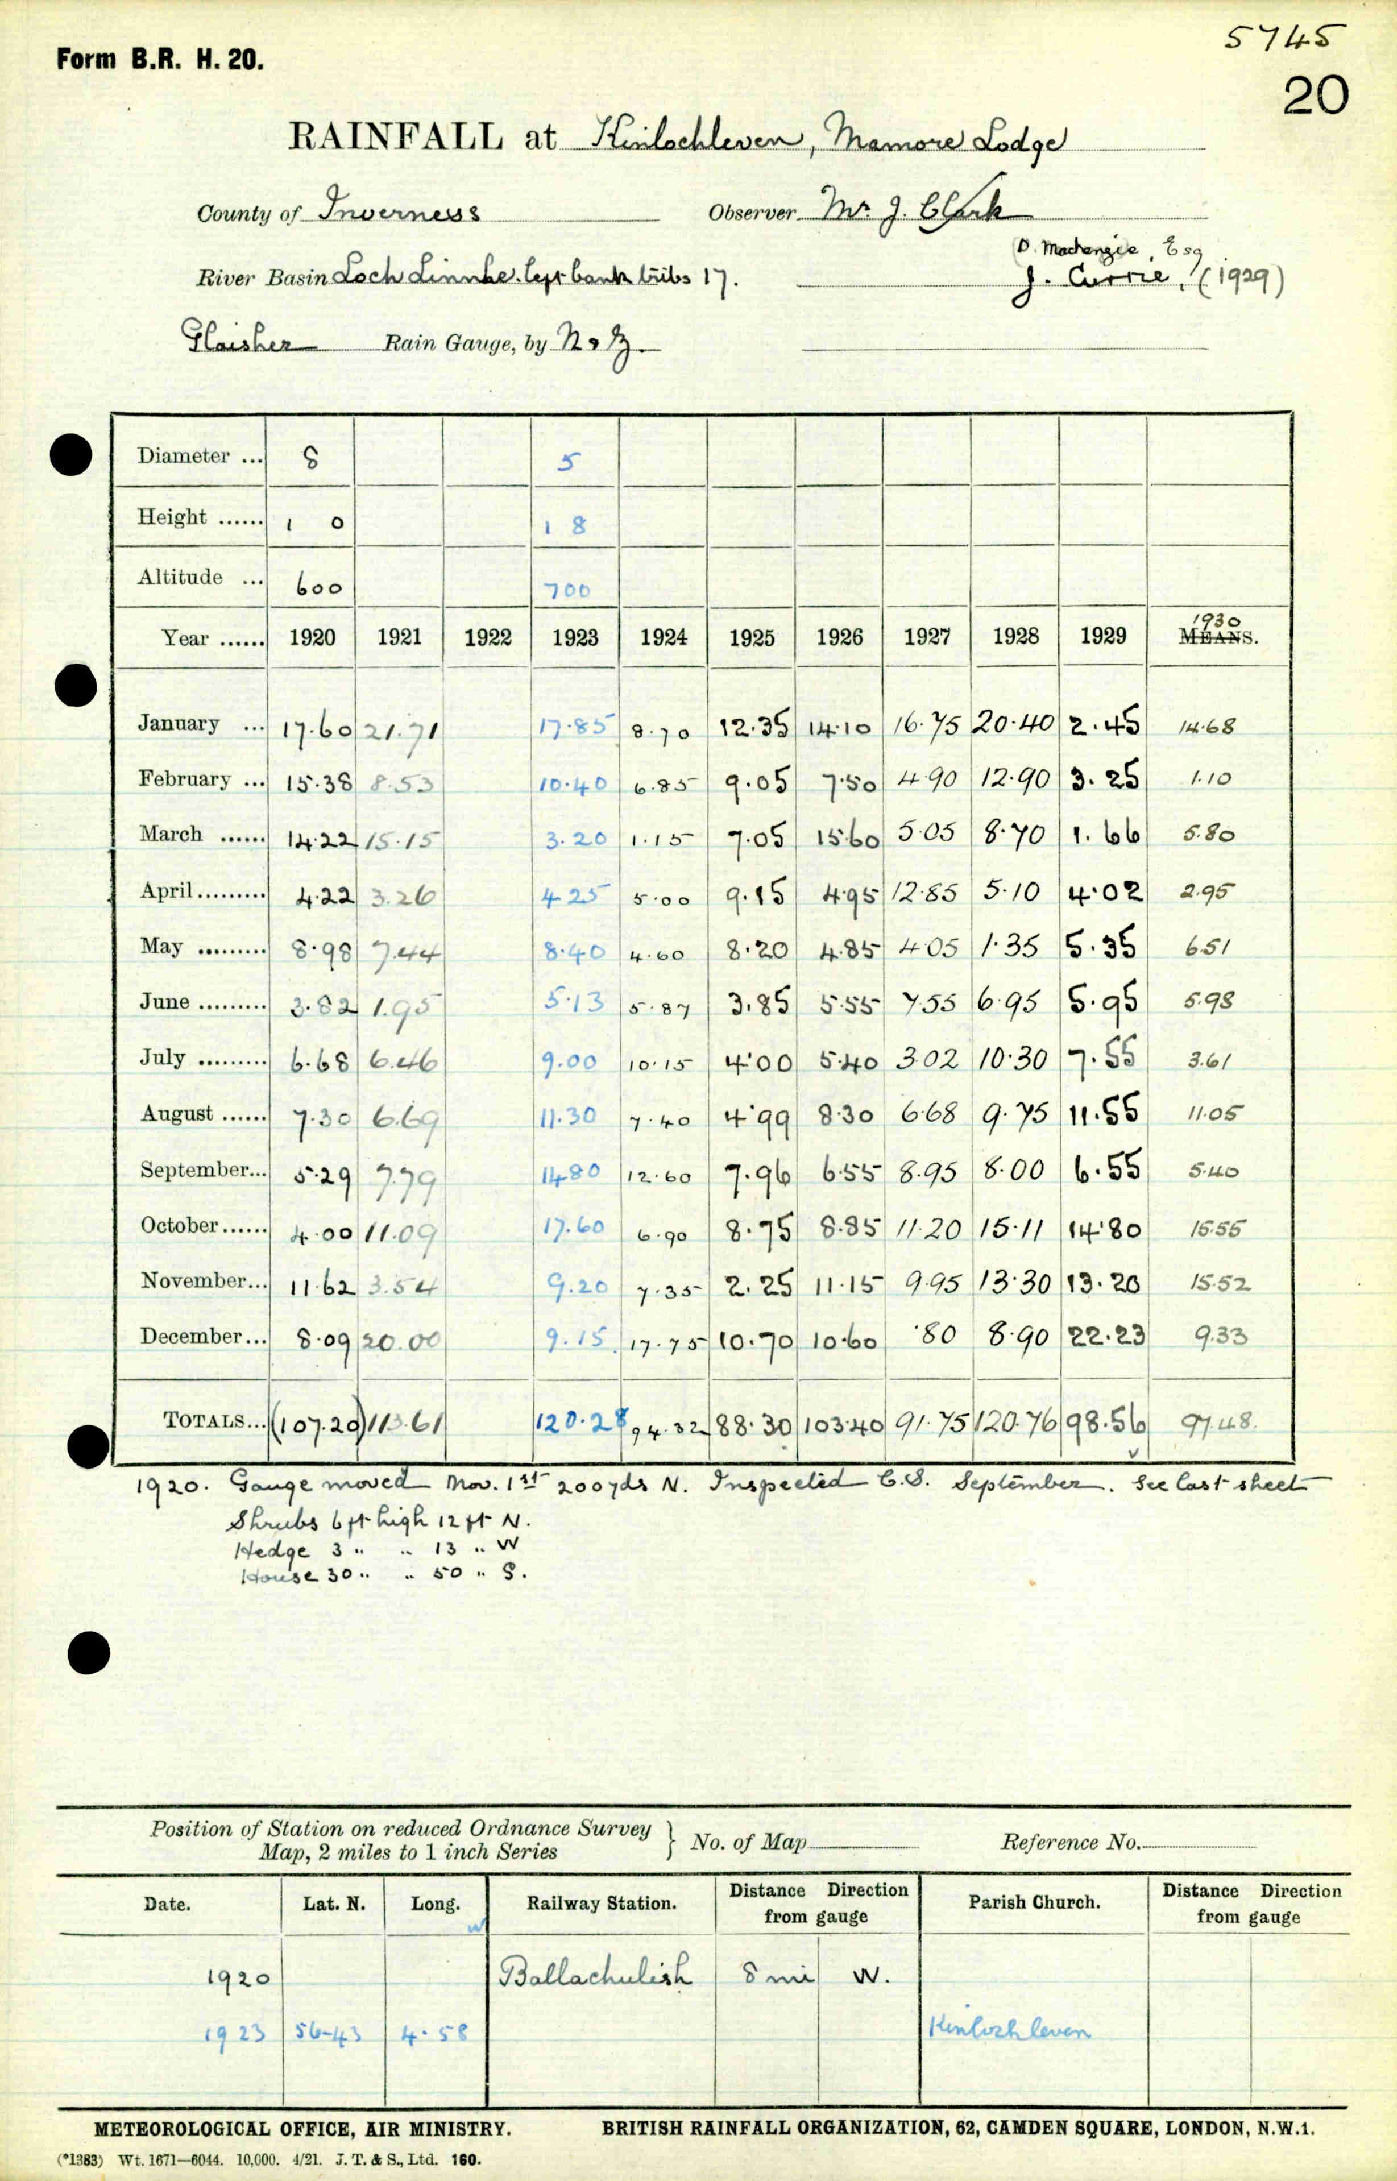 5745
Form B.R. H. 20.
20
RAINFALL at Kinlochleven, Mamore Lodge
County of Inverness Observer Mr. J. Clark
D. Mackenzie, Esq
River Basin Loch Linnhe. left bank tribs 17. J. Currie, (1929)
Glaisher Rain Gauge, by N & Z.
Diameter ... 8 5
Height ...... 1 0 1 8
Altitude ... 600 700
1930
Year ...... 1920 1921 1922 1923 1924 1925 1926 1927 1928 1929 MEANS.
January ... 17.60 21.71 17.85 8.70 12.35 14.10 16.75 20.40 2.45 14.68
February ... 15.38 8.53 10.40 6.85 9.05 7.50 4.90 12.90 3.25 1.10
March ...... 14.22 15.15 3.20 1.15 7.05 15.60 5.05 8.70 1.66 5.80
April ......... 4.22 3.26 4.25 5.00 9.15 4.95 12.85 5.10 4.02 2.95
May ......... 8.98 7.44 8.40 4.60 8.20 4.85 4.05 1.35 5.35 6.51
June ......... 3.82 1.95 5.13 5.87 3.85 5.55 7.55 6.95 5.95 5.98
July ......... 6.68 6.46 9.00 10.15 4.00 5.40 3.02 10.30 7.55 3.61
August ...... 7.30 6.69 11.30 7.40 4.99 8.30 6.68 9.75 11.55 11.05
September... 5.29 7.79 14.80 12.60 7.96 6.55 8.95 8.00 6.55 5.40
October...... 4.00 11.09 17.60 6.90 8.75 8.85 11.20 15.11 14.80 15.55
November... 11.62 3.54 9.20 7.35 2.25 11.15 9.95 13.30 13.20 15.52
December... 8.09 20.00 9.15 17.75 10.70 10.60 .80 8.90 22.23 9.33
TOTALS... (107.20) 113.61 120.28 94.32 88.30 103.40 91.75 120.76 98.56 97.48.
1920. Gauge moved Nov. 1st 200 yds N. Inspected C.S. September. See last sheet
Shrubs 6 ft high 12 ft N.
Hedge 3 " " 13 " W
House 30 " " 50 " S.
Position of Station on reduced Ordnance Survey
Map, 2 miles to 1 inch Series } No. of Map Reference No.
Date. Lat. N. Long. W Railway Station. Distance Direction from gauge Parish Church. Distance Direction from gauge
1920 Ballachulish 8 mi W.
1923 56-43 4.58 Kinlochleven
METEOROLOGICAL OFFICE, AIR MINISTRY. BRITISH RAINFALL ORGANIZATION, 62, CAMDEN SQUARE, LONDON, N.W.1.
(*1383) Wt. 1671—6044. 10,000. 4/21. J. T. & S., Ltd. 160.